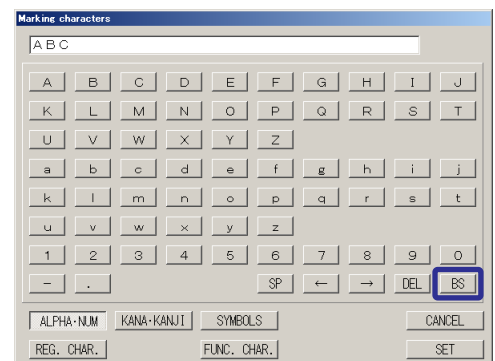 Marking characters
ABC
A B C D E F G H I J
K L M N O P Q R S T
U V W X Y Z
a b c d e f g h i j
k l m n o p q r s t
u v w x y z
1 2 3 4 5 6 7 8 9 0
- . SP ← → DEL BS
ALPHA·NUM KANA·KANJI SYMBOLS CANCEL
REG. CHAR. FUNC. CHAR. SET